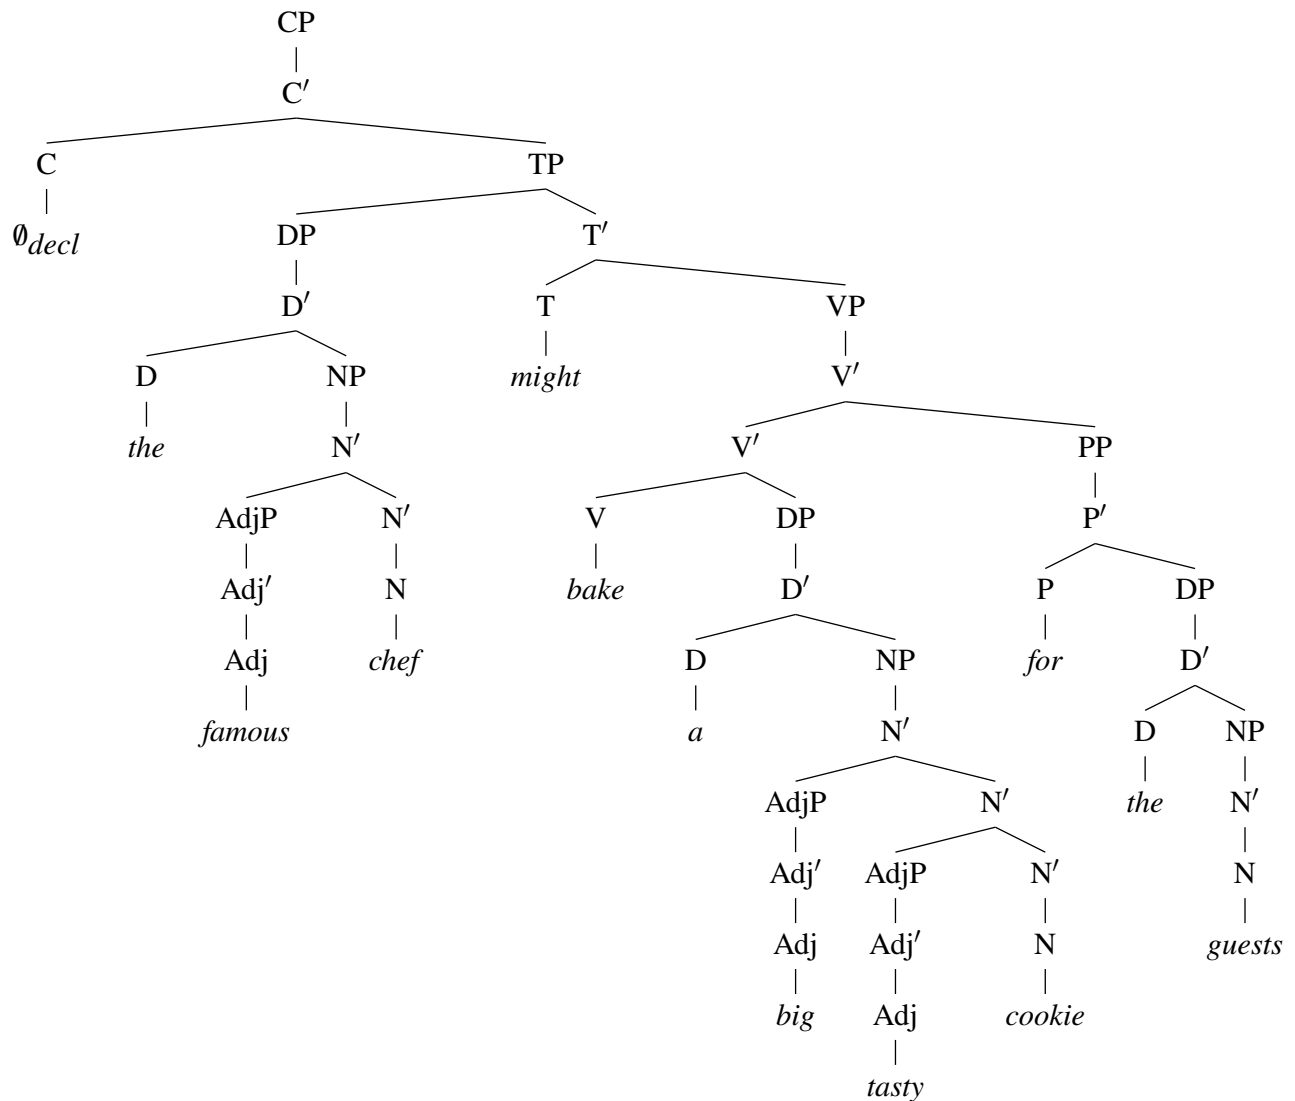 CP
C′
C TP
∅decl DP T′
D′ T VP
D NP might V′
the N′ V′ PP
AdjP N′ V DP P′
Adj′ N bake D′ P DP
Adj chef D NP for D′
famous a N′ D NP
AdjP N′ the N′
Adj′ AdjP N′ N
Adj Adj′ N guests
big Adj cookie
tasty